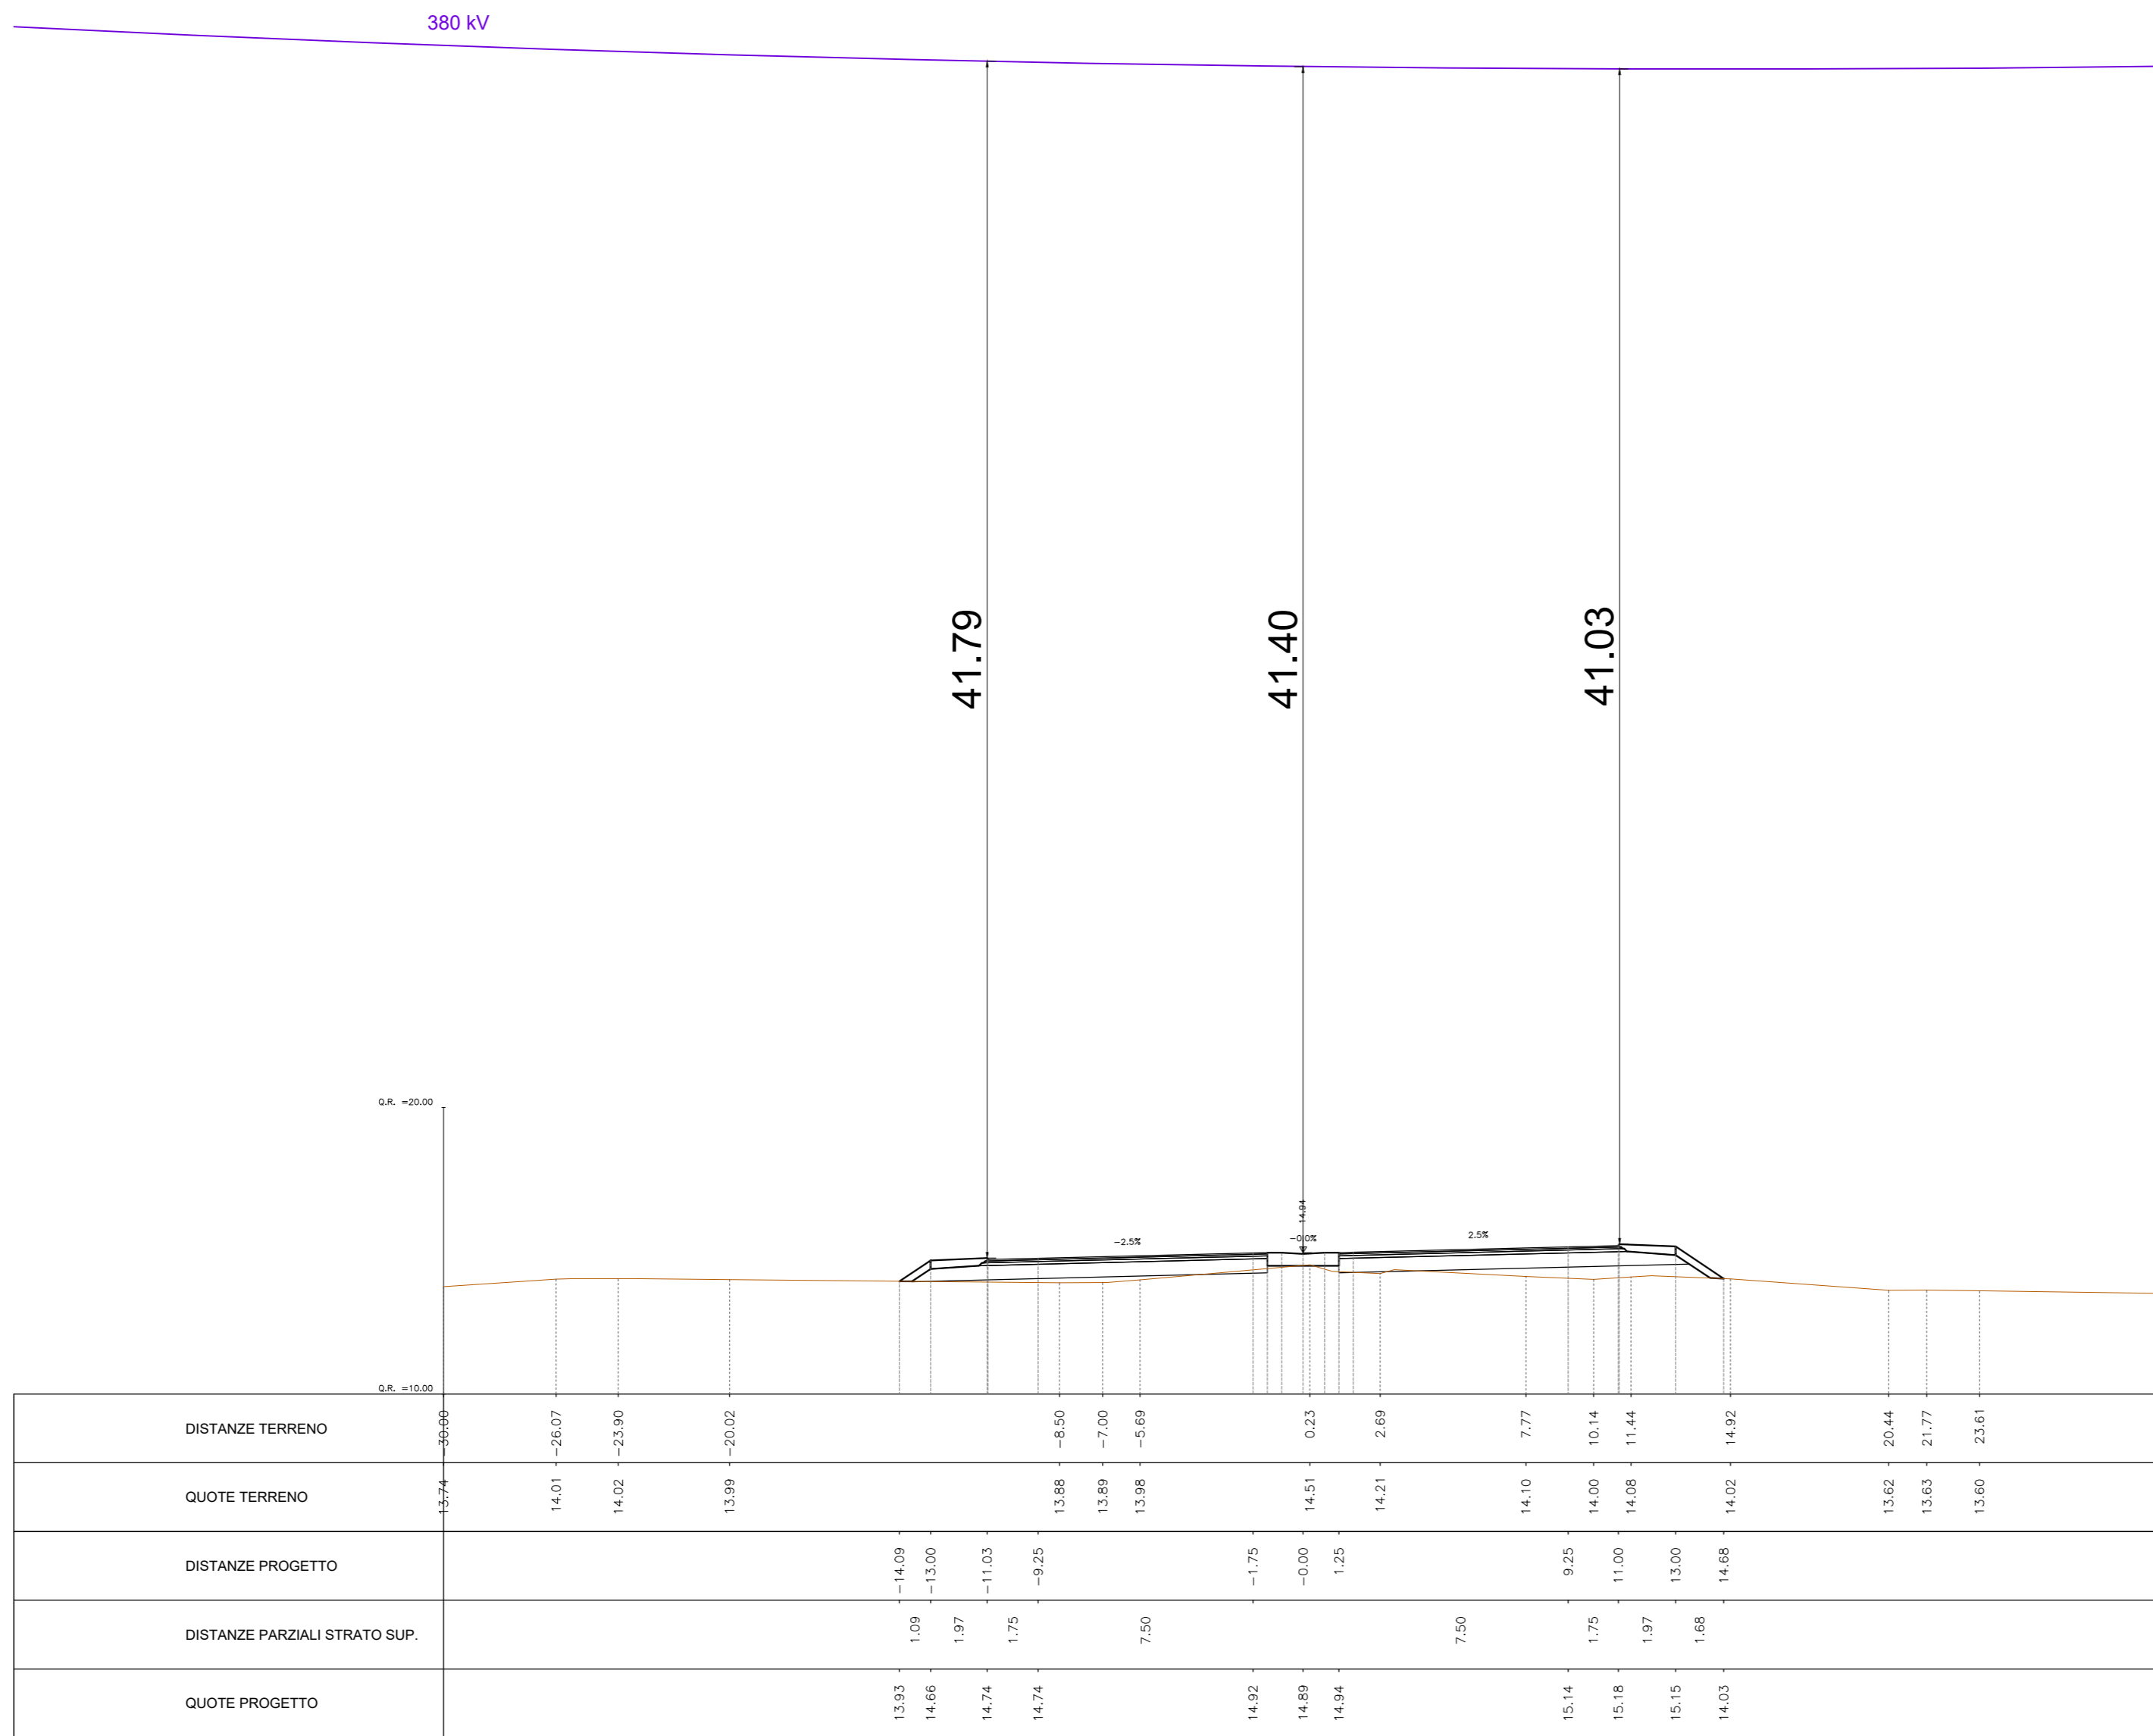 380 kV
41.79
41.40
41.03
Q.R. =20.00
14.94
-2.5%
-0.0%
2.5%
Q.R. =10.00
DISTANZE TERRENO -30.00 -26.07 -23.90 -20.02 -8.50 -7.00 -5.69 0.23 2.69 7.77 10.14 11.44 14.92 20.44 21.77 23.61
QUOTE TERRENO 13.74 14.01 14.02 13.99 13.88 13.89 13.98 14.51 14.21 14.10 14.00 14.08 14.02 13.62 13.63 13.60
DISTANZE PROGETTO -14.09 -13.00 -11.03 -9.25 -1.75 -0.00 1.25 9.25 11.00 13.00 14.68
DISTANZE PARZIALI STRATO SUP. 1.09 1.97 1.75 7.50 7.50 1.75 1.97 1.68
QUOTE PROGETTO 13.93 14.66 14.74 14.74 14.92 14.89 14.94 15.14 15.18 15.15 14.03